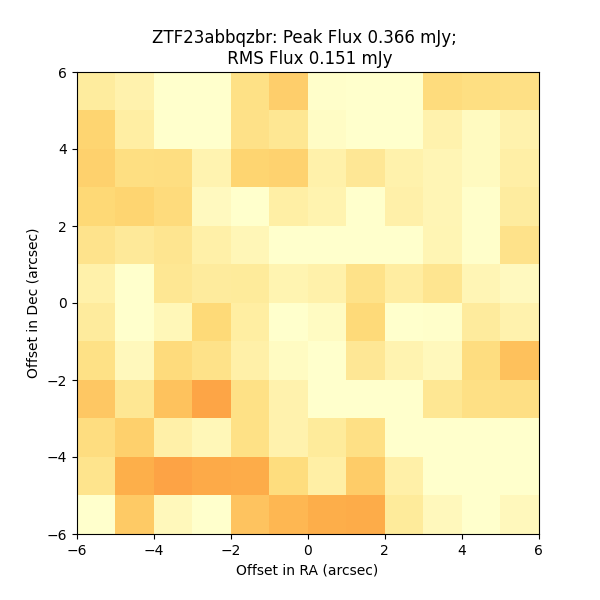 ZTF23abbqzbr: Peak Flux 0.366 mJy;
RMS Flux 0.151 mJy
6
4
2
0
−2
−4
−6
Offset in Dec (arcsec)
−6 −4 −2 0 2 4 6
Offset in RA (arcsec)